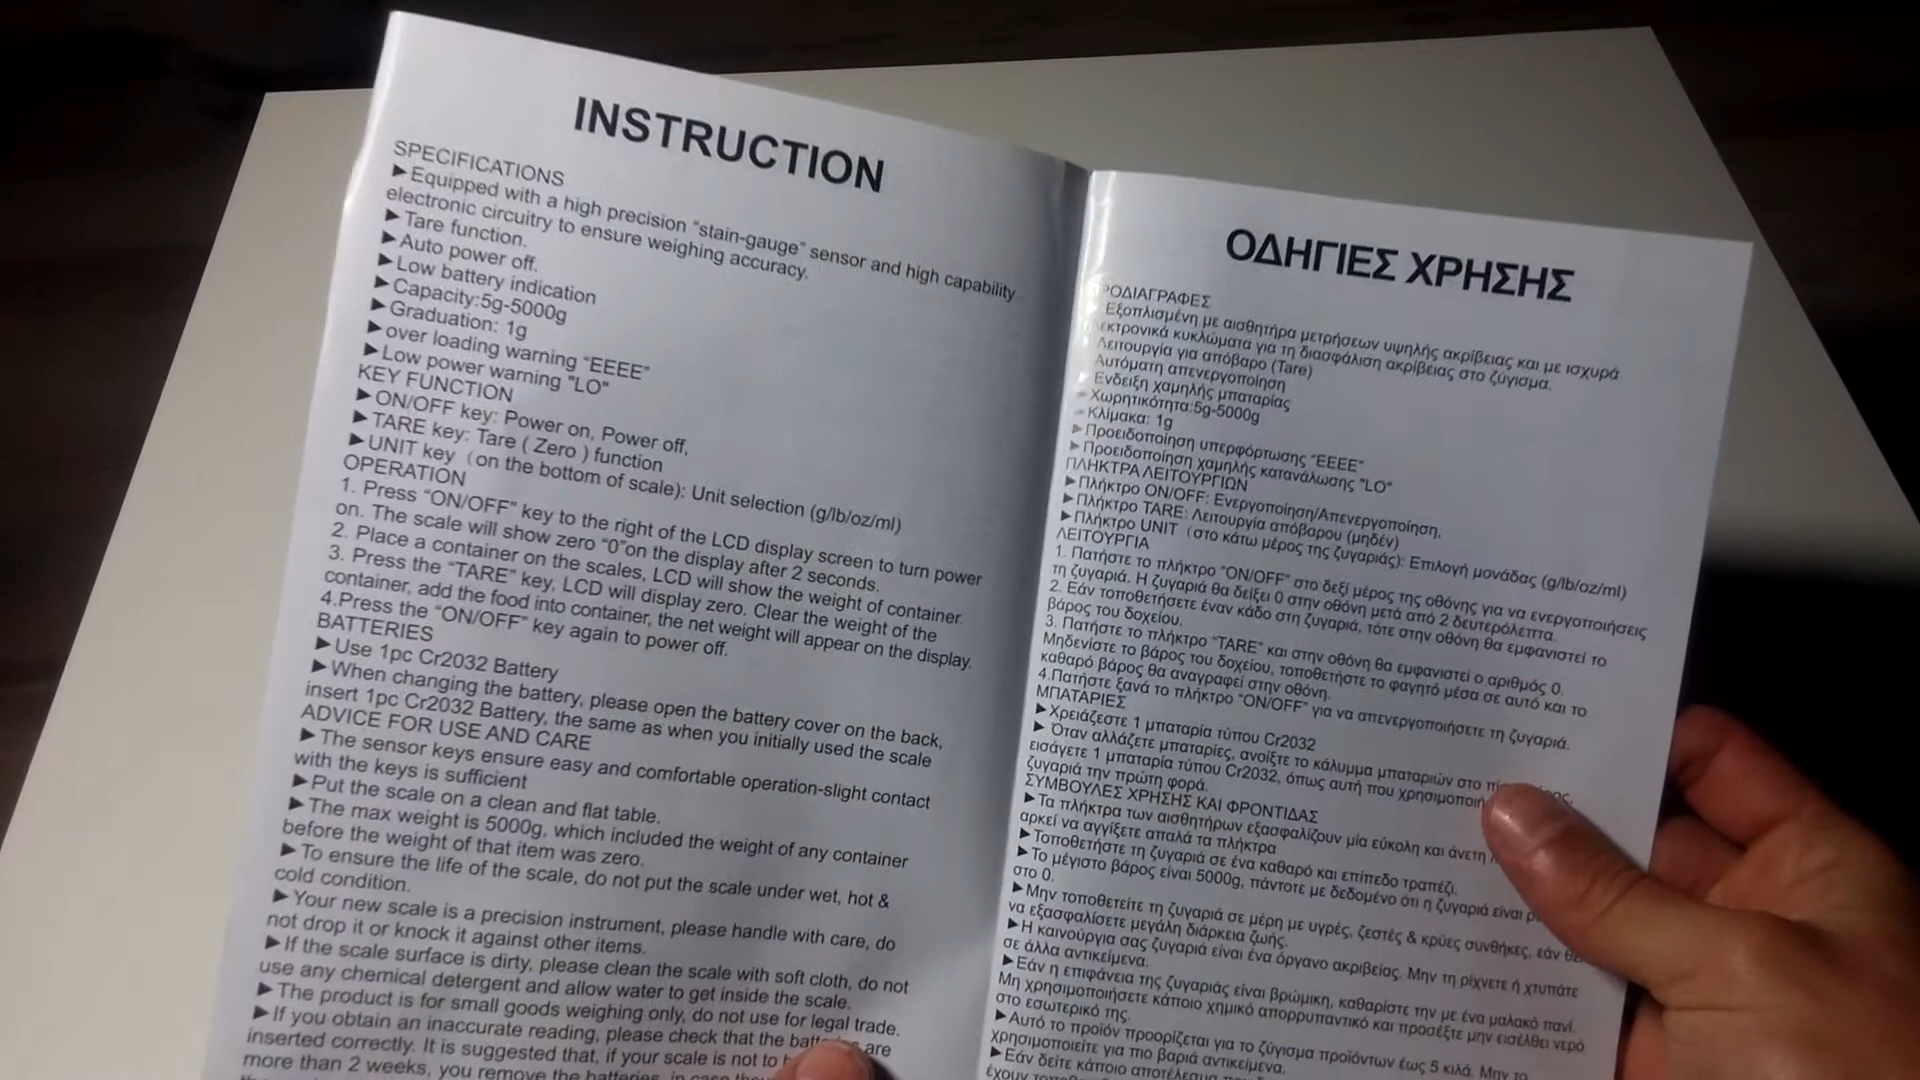 INSTRUCTION
SPECIFICATIONS
►Equipped with a high precision “stain-gauge” sensor and high capability
electronic circuitry to ensure weighing accuracy.
►Tare function.
►Auto power off.
►Low battery indication
►Capacity:5g-5000g
►Graduation: 1g
►over loading warning “EEEE”
►Low power warning "LO"
KEY FUNCTION
►ON/OFF key: Power on, Power off,
►TARE key: Tare ( Zero ) function
►UNIT key (on the bottom of scale): Unit selection (g/lb/oz/ml)
OPERATION
1. Press “ON/OFF” key to the right of the LCD display screen to turn power
on. The scale will show zero “0”on the display after 2 seconds.
2. Place a container on the scales, LCD will show the weight of container.
3. Press the “TARE” key, LCD will display zero. Clear the weight of the
container, add the food into container, the net weight will appear on the display.
4.Press the “ON/OFF” key again to power off.
BATTERIES
►Use 1pc Cr2032 Battery
►When changing the battery, please open the battery cover on the back,
insert 1pc Cr2032 Battery, the same as when you initially used the scale
ADVICE FOR USE AND CARE
►The sensor keys ensure easy and comfortable operation-slight contact
with the keys is sufficient
►Put the scale on a clean and flat table.
►The max weight is 5000g, which included the weight of any container
before the weight of that item was zero.
►To ensure the life of the scale, do not put the scale under wet, hot &
cold condition.
►Your new scale is a precision instrument, please handle with care, do
not drop it or knock it against other items.
►If the scale surface is dirty, please clean the scale with soft cloth, do not
use any chemical detergent and allow water to get inside the scale.
►The product is for small goods weighing only, do not use for legal trade.
►If you obtain an inaccurate reading, please check that the are
inserted correctly. It is suggested that, if your scale is not to
more than 2 weeks, you remove the batteries, in case
ΟΔΗΓΙΕΣ ΧΡΗΣΗΣ
ΡΟΔΙΑΓΡΑΦΕΣ
Εξοπλισμένη με αισθητήρα μετρήσεων υψηλής ακρίβειας και με ισχυρά
εκτρονικά κυκλώματα για τη διασφάλιση ακρίβειας στο ζύγισμα.
Λειτουργία για απόβαρο (Tare)
Αυτόματη απενεργοποίηση
Ένδειξη χαμηλής μπαταρίας
►Χωρητικότητα:5g-5000g
►Κλίμακα: 1g
►Προειδοποίηση υπερφόρτωσης “EEEE”
►Προειδοποίηση χαμηλής κατανάλωσης "LO"
ΠΛΗΚΤΡΑ ΛΕΙΤΟΥΡΓΙΩΝ
►Πλήκτρο ON/OFF: Ενεργοποίηση/Απενεργοποίηση,
►Πλήκτρο TARE: Λειτουργία απόβαρου (μηδέν)
►Πλήκτρο UNIT (στο κάτω μέρος της ζυγαριάς): Επιλογή μονάδας (g/lb/oz/ml)
ΛΕΙΤΟΥΡΓΙΑ
1. Πατήστε το πλήκτρο “ON/OFF” στο δεξί μέρος της οθόνης για να ενεργοποιήσεις
τη ζυγαριά. Η ζυγαριά θα δείξει 0 στην οθόνη μετά από 2 δευτερόλεπτα.
2. Εάν τοποθετήσετε έναν κάδο στη ζυγαριά, τότε στην οθόνη θα εμφανιστεί το
βάρος του δοχείου.
3. Πατήστε το πλήκτρο “TARE” και στην οθόνη θα εμφανιστεί ο αριθμός 0.
Μηδενίστε το βάρος του δοχείου, τοποθετήστε το φαγητό μέσα σε αυτό και το
καθαρό βάρος θα αναγραφεί στην οθόνη.
4.Πατήστε ξανά το πλήκτρο “ON/OFF” για να απενεργοποιήσετε τη ζυγαριά.
ΜΠΑΤΑΡΙΕΣ
►Χρειάζεστε 1 μπαταρία τύπου Cr2032
►Όταν αλλάζετε μπαταρίες, ανοίξτε το κάλυμμα μπαταριών στο
εισάγετε 1 μπαταρία τύπου Cr2032, όπως αυτή που
ζυγαριά την πρώτη φορά.
ΣΥΜΒΟΥΛΕΣ ΧΡΗΣΗΣ ΚΑΙ ΦΡΟΝΤΙΔΑΣ
►Τα πλήκτρα των αισθητήρων εξασφαλίζουν μία εύκολη και άνετη
αρκεί να αγγίξετε απαλά τα πλήκτρα
►Τοποθετήστε τη ζυγαριά σε ένα καθαρό και επίπεδο τραπέζι.
►Το μέγιστο βάρος είναι 5000g, πάντοτε με δεδομένο ότι η ζυγαριά είναι
στο 0.
►Μην τοποθετείτε τη ζυγαριά σε μέρη με υγρές, ζεστές & κρύες συνθήκες, εάν
να εξασφαλίσετε μεγάλη διάρκεια ζωής.
►Η καινούργια σας ζυγαριά είναι ένα όργανο ακριβείας. Μην τη ρίχνετε ή χτυπάτε
σε άλλα αντικείμενα.
►Εάν η επιφάνεια της ζυγαριάς είναι βρώμικη, καθαρίστε την με ένα μαλακό πανί.
Μη χρησιμοποιήσετε κάποιο χημικό απορρυπαντικό και προσέξτε μην εισέλθει νερό
στο εσωτερικό της.
►Αυτό το προϊόν προορίζεται για το ζύγισμα προϊόντων έως 5 κιλά. Μην το
χρησιμοποιείτε για πιο βαριά αντικείμενα.
►Εάν δείτε κάποιο
έχουν